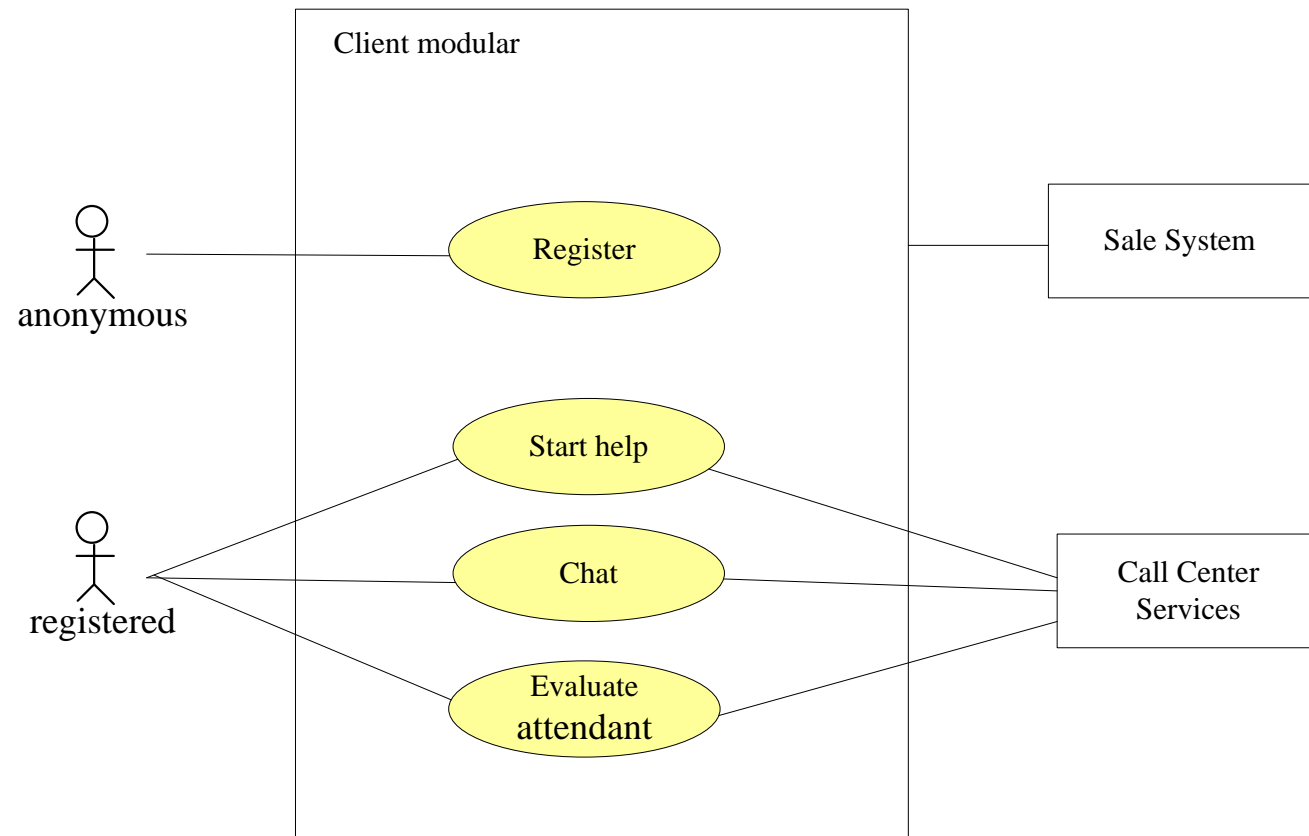 Client modular
Register
Sale System
anonymous
Start help
Chat
Call Center
Services
registered
Evaluate
attendant